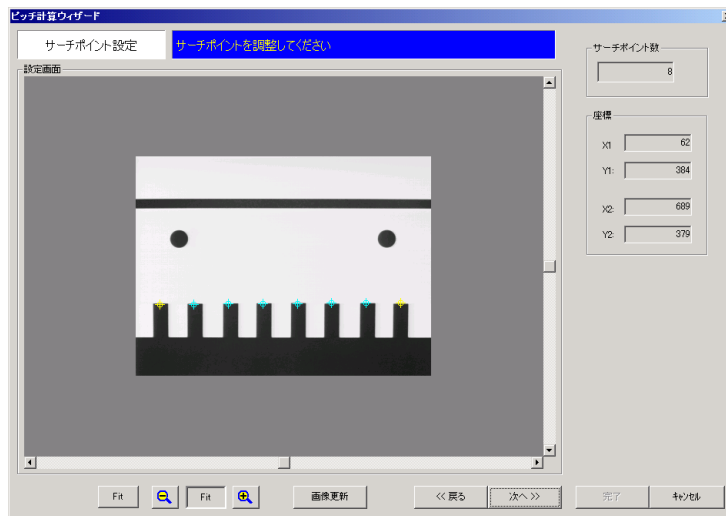 ピッチ計算ウィザード
サーチポイント設定
サーチポイントを調整してください
サーチポイント数
8
設定画面
座標
X1
62
Y1:
384
X2:
689
Y2:
379
Fit
Fit
画像更新
<< 戻る
次へ >>
完了
キャンセル